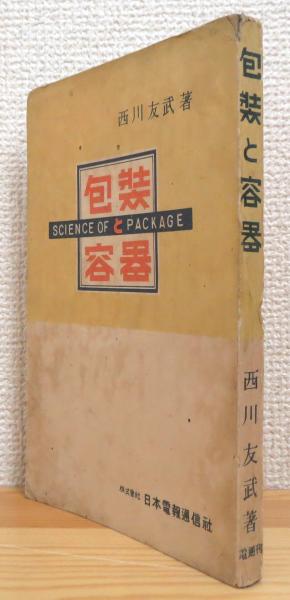 西川友武著
包装
SCIENCE OF と PACKAGE
容器
株式會社 日本電報通信社
包装と容器
西川友武著
電通刊